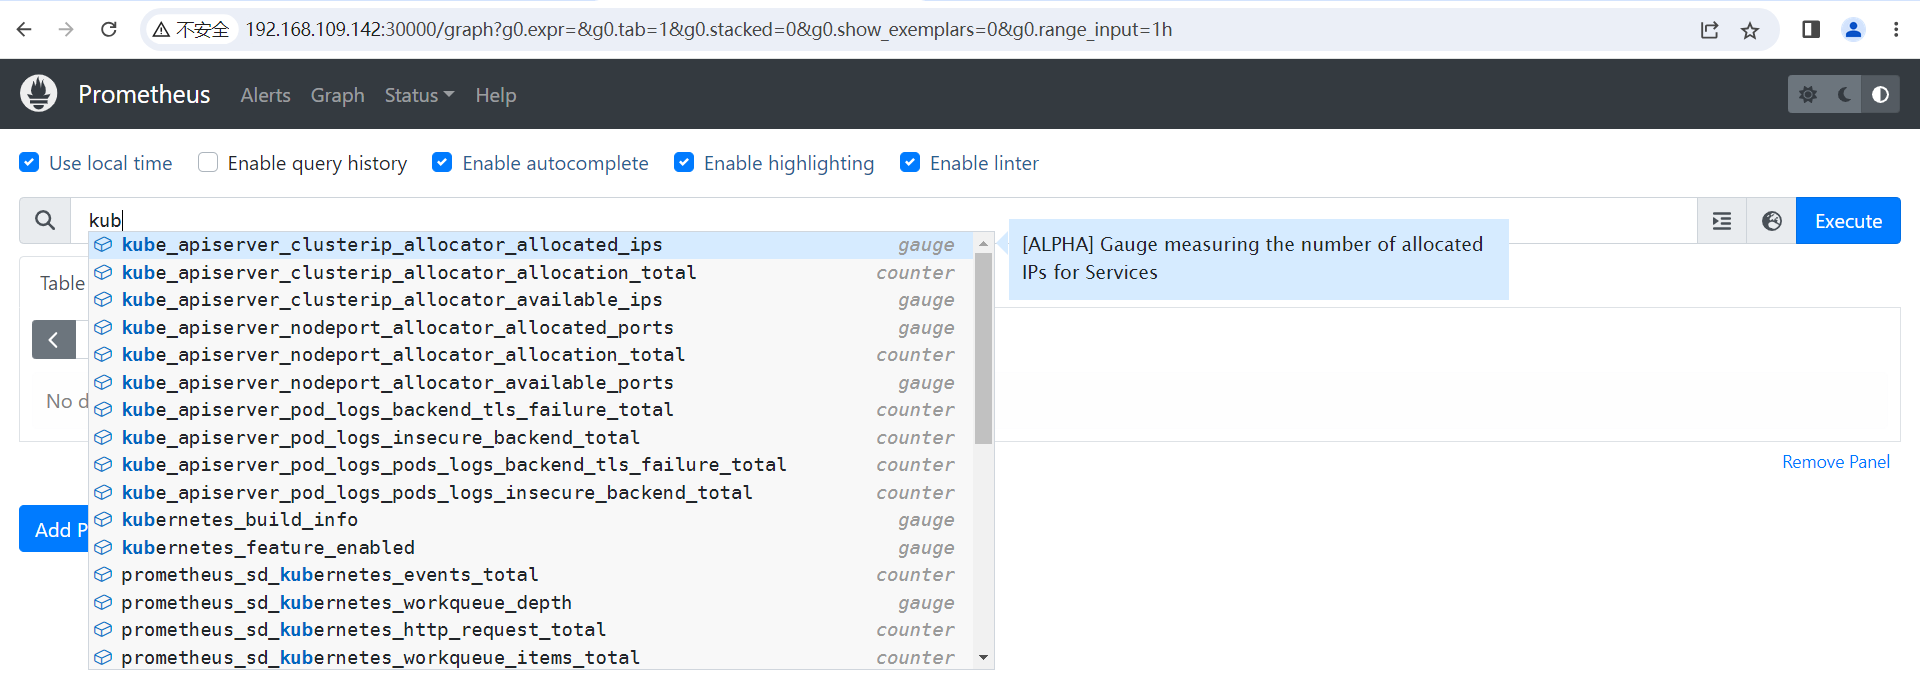 不安全 192.168.109.142:30000/graph?g0.expr=&g0.tab=1&g0.stacked=0&g0.show_exemplars=0&g0.range_input=1h
Prometheus Alerts Graph Status Help
Use local time Enable query history Enable autocomplete Enable highlighting Enable linter
kub Execute
kube_apiserver_clusterip_allocator_allocated_ips gauge
[ALPHA] Gauge measuring the number of allocated
IPs for Services
kube_apiserver_clusterip_allocator_allocation_total counter
Table
kube_apiserver_clusterip_allocator_available_ips gauge
kube_apiserver_nodeport_allocator_allocated_ports gauge
kube_apiserver_nodeport_allocator_allocation_total counter
kube_apiserver_nodeport_allocator_available_ports gauge
No d
kube_apiserver_pod_logs_backend_tls_failure_total counter
kube_apiserver_pod_logs_insecure_backend_total counter
kube_apiserver_pod_logs_pods_logs_backend_tls_failure_total counter
Remove Panel
kube_apiserver_pod_logs_pods_logs_insecure_backend_total counter
kubernetes_build_info gauge
Add P
kubernetes_feature_enabled gauge
prometheus_sd_kubernetes_events_total counter
prometheus_sd_kubernetes_workqueue_depth gauge
prometheus_sd_kubernetes_http_request_total counter
prometheus_sd_kubernetes_workqueue_items_total counter